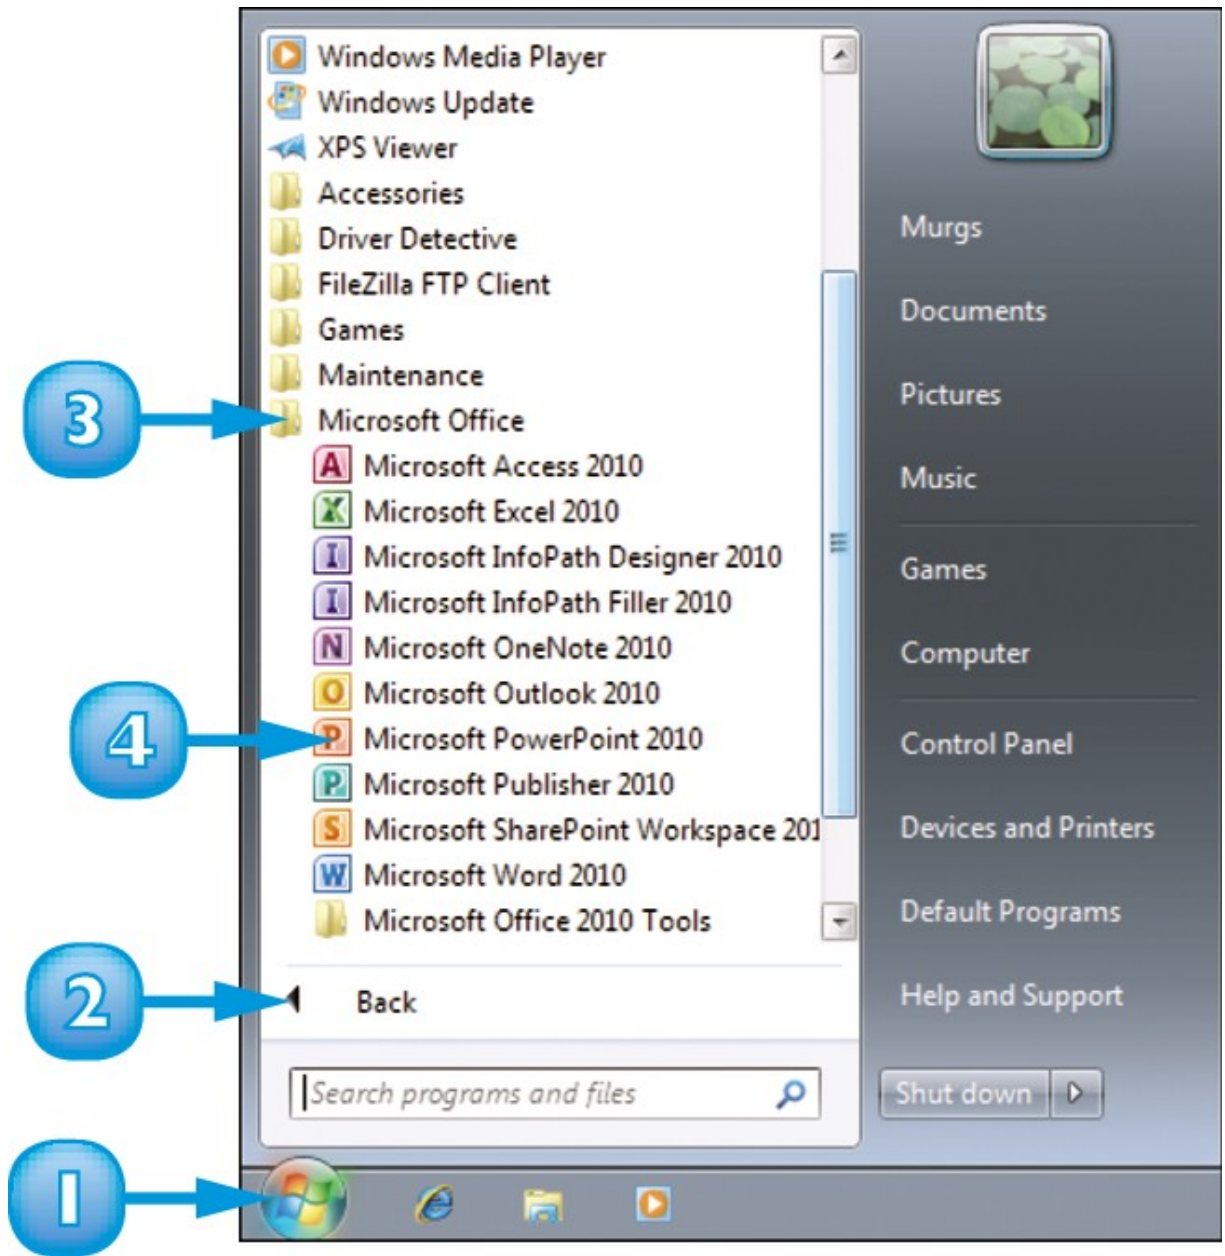 Windows Media Player
Windows Update
XPS Viewer
Accessories
Driver Detective
FileZilla FTP Client
Games
Maintenance
3
Microsoft Office
A Microsoft Access 2010
X Microsoft Excel 2010
I Microsoft InfoPath Designer 2010
I Microsoft InfoPath Filler 2010
N Microsoft OneNote 2010
O Microsoft Outlook 2010
4
P Microsoft PowerPoint 2010
P Microsoft Publisher 2010
S Microsoft SharePoint Workspace 201
W Microsoft Word 2010
Microsoft Office 2010 Tools
2
Back
Search programs and files
1
Murgs
Documents
Pictures
Music
Games
Computer
Control Panel
Devices and Printers
Default Programs
Help and Support
Shut down